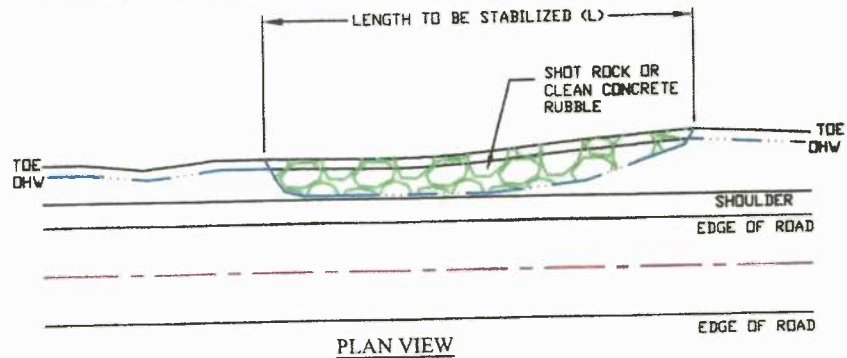 LENGTH TO BE STABILIZED (L)
SHOT ROCK OR
CLEAN CONCRETE
RUBBLE
TOE
OHW
TOE
OHW
SHOULDER
EDGE OF ROAD
EDGE OF ROAD
PLAN VIEW